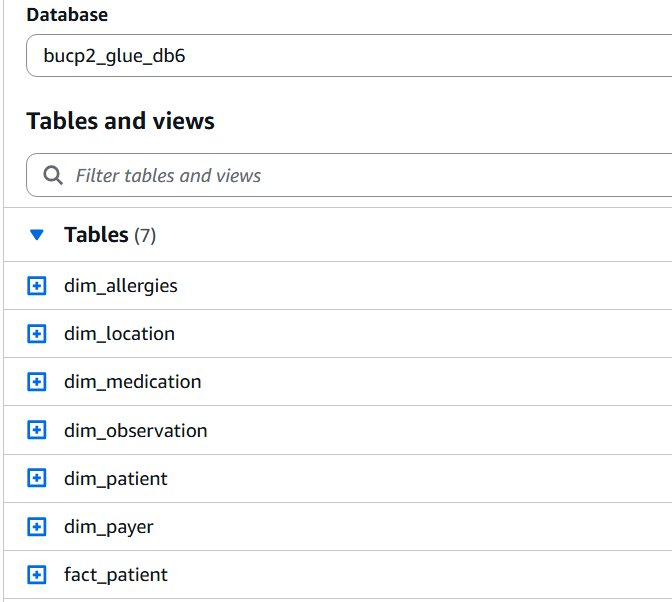 Database
bucp2_glue_db6
Tables and views
Filter tables and views
Tables (7)
dim_allergies
dim_location
dim_medication
dim_observation
dim_patient
dim_payer
fact_patient